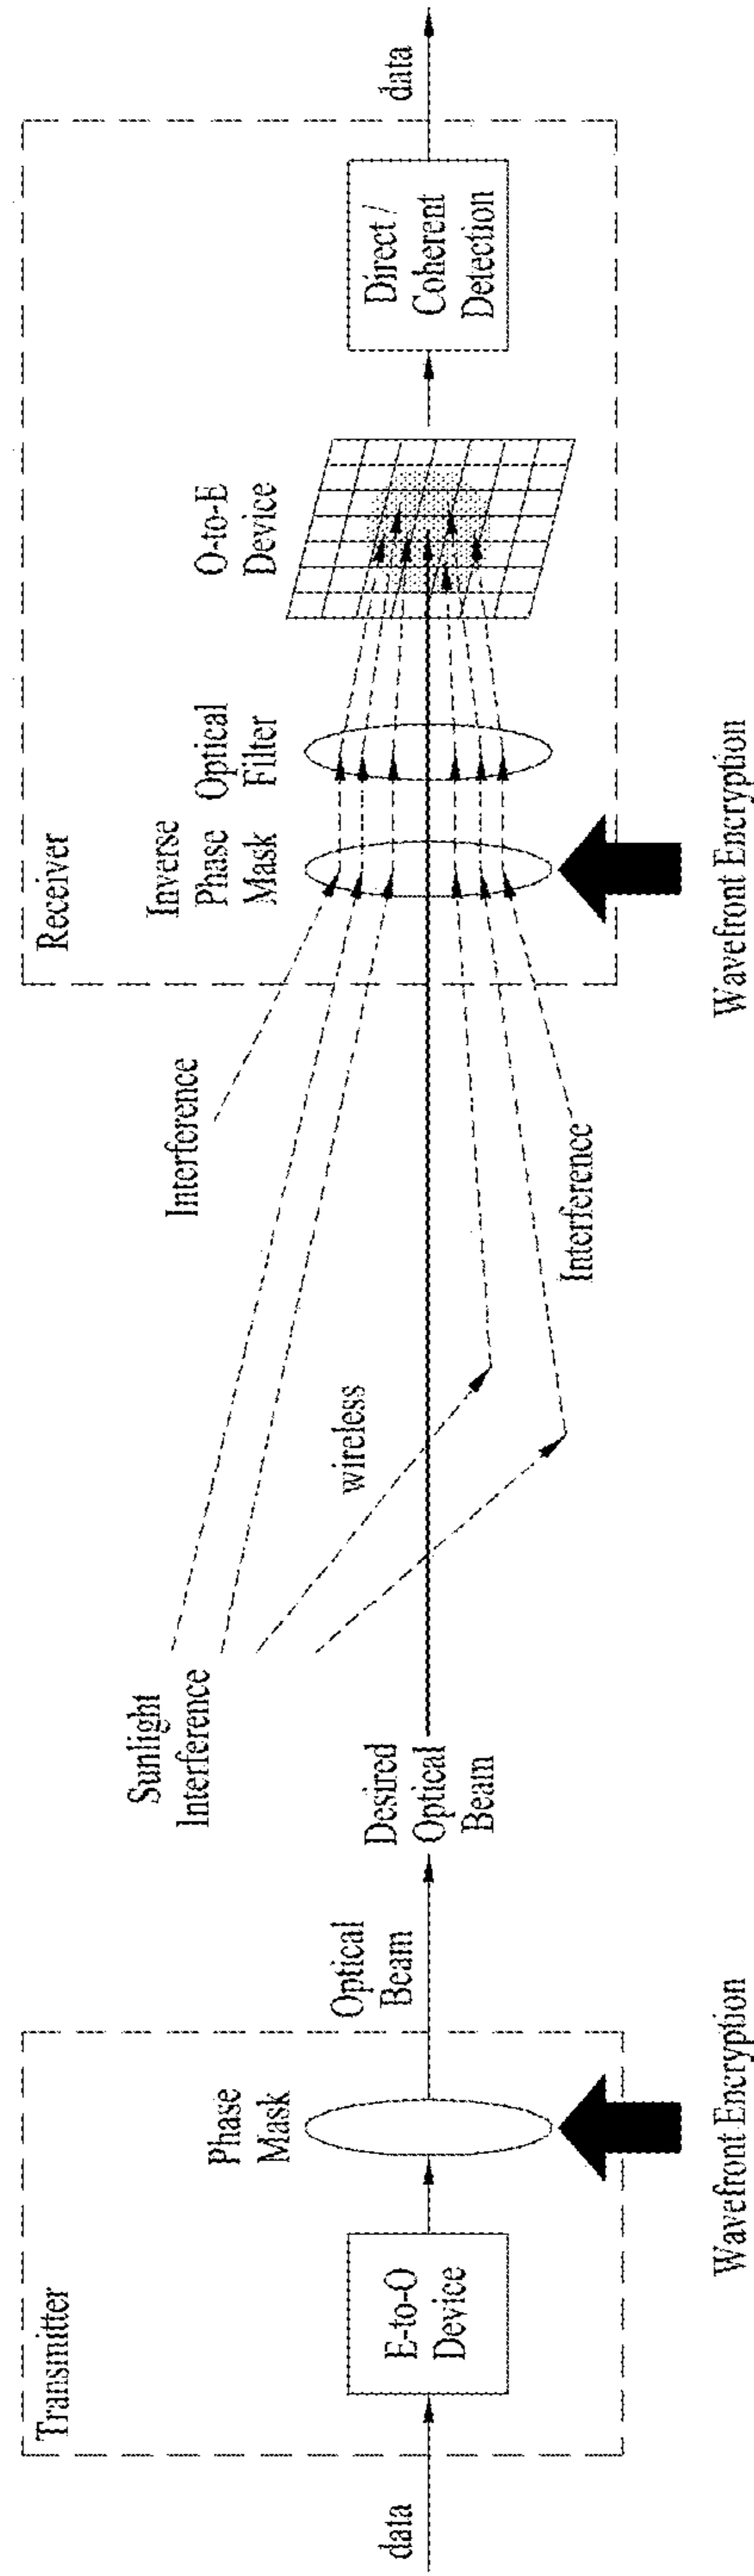 data
Transmitter
E-to-O
Device
Phase
Mask
Wavefront Encryption
Optical
Beam
Desired
Optical
Beam
Sunlight
Interference
wireless
Interference
Interference
Receiver
Inverse
Phase
Mask
Wavefront Encryption
Optical
Filter
O-to-E
Device
Direct /
Coherent
Detection
data